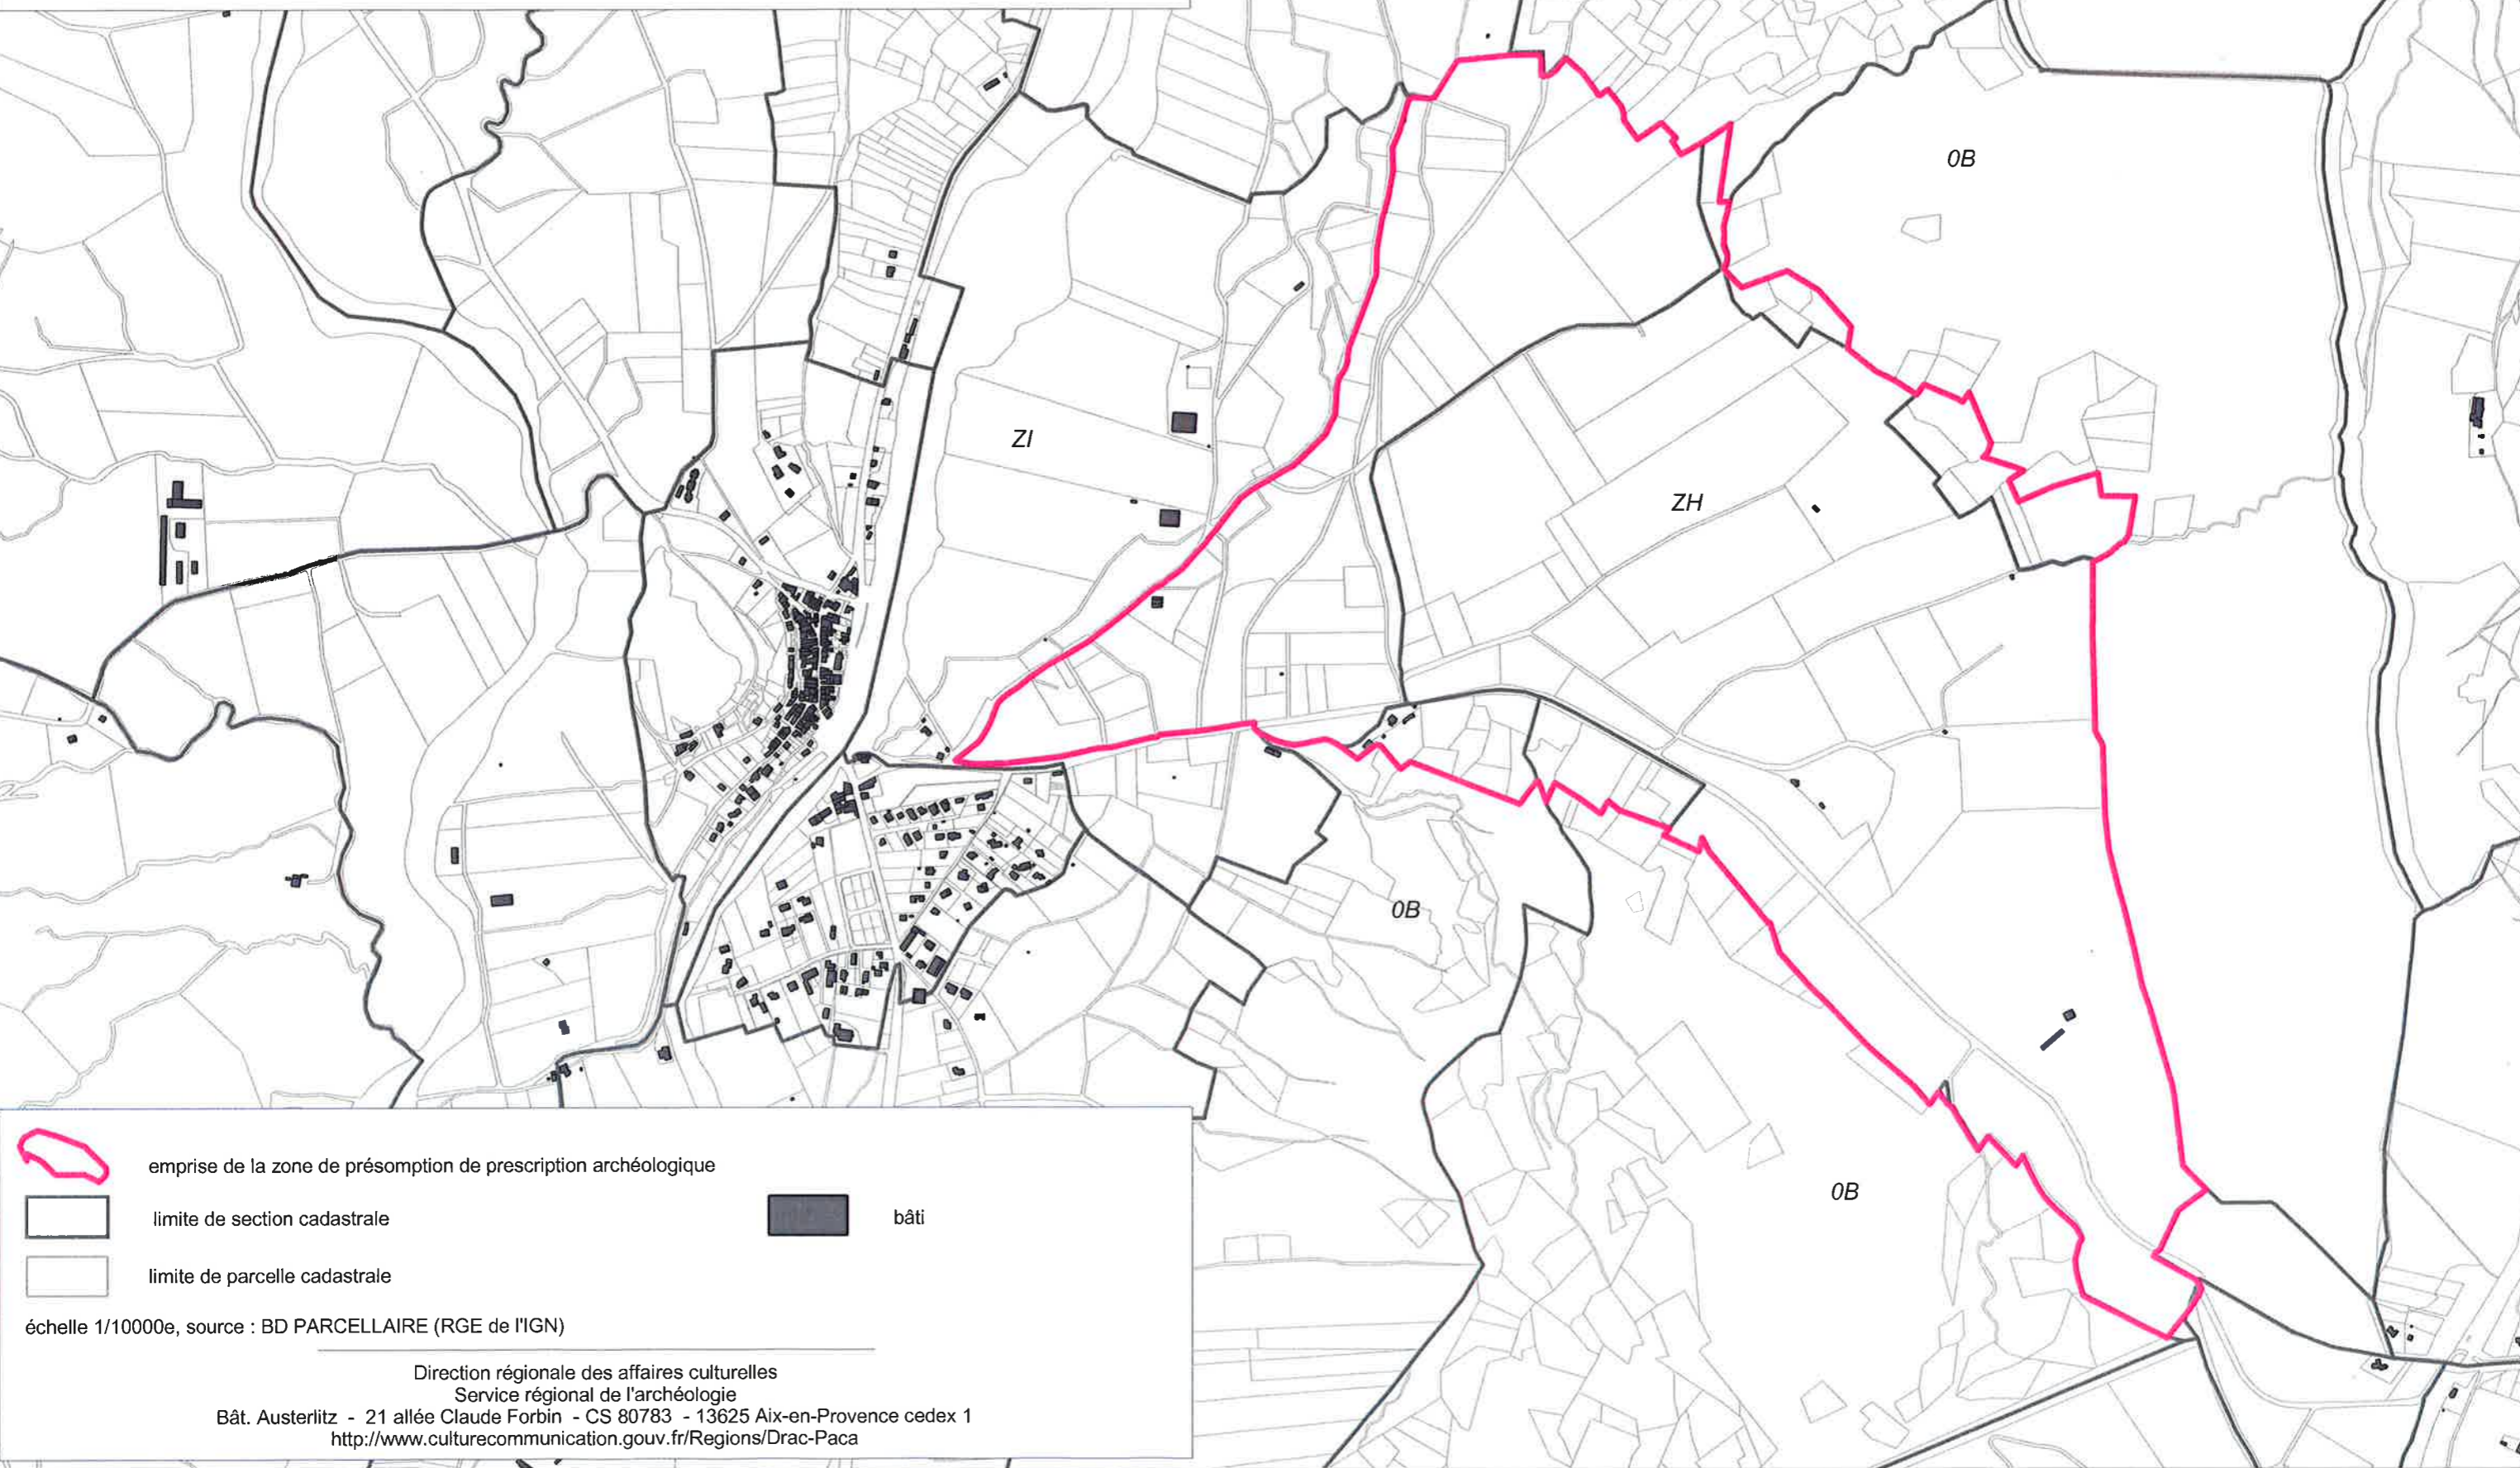 0B
ZI
ZH
0B
0B
emprise de la zone de présomption de prescription archéologique
limite de section cadastrale
bâti
limite de parcelle cadastrale
échelle 1/10000e, source : BD PARCELLAIRE (RGE de l'IGN)
Direction régionale des affaires culturelles
Service régional de l'archéologie
Bât. Austerlitz - 21 allée Claude Forbin - CS 80783 - 13625 Aix-en-Provence cedex 1
http://www.culturecommunication.gouv.fr/Regions/Drac-Paca